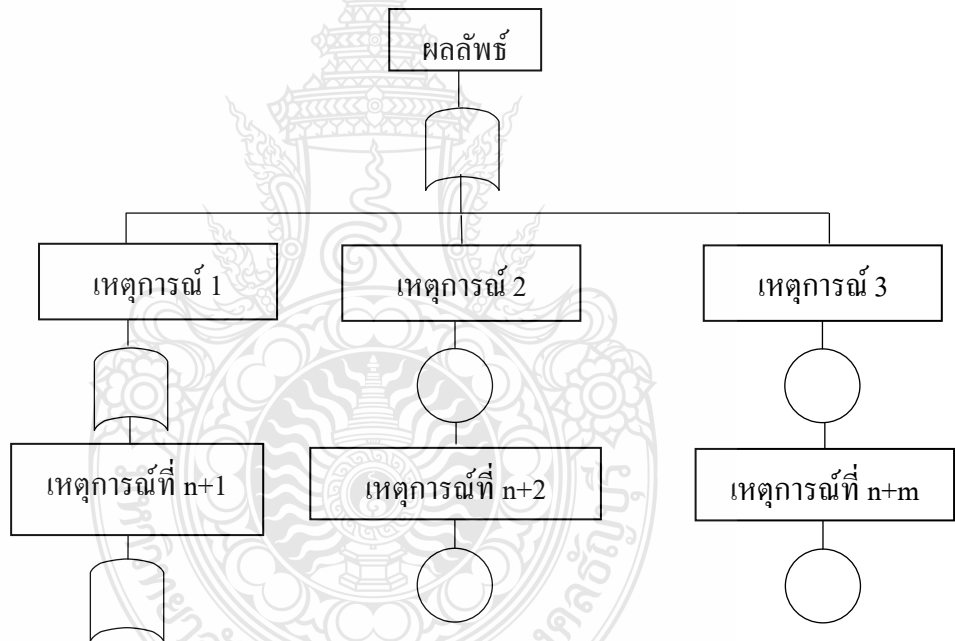 ผลลัพธ์
เหตุการณ์ 1
เหตุการณ์ 2
เหตุการณ์ 3
เหตุการณ์ที่ n+1
เหตุการณ์ที่ n+2
เหตุการณ์ที่ n+m